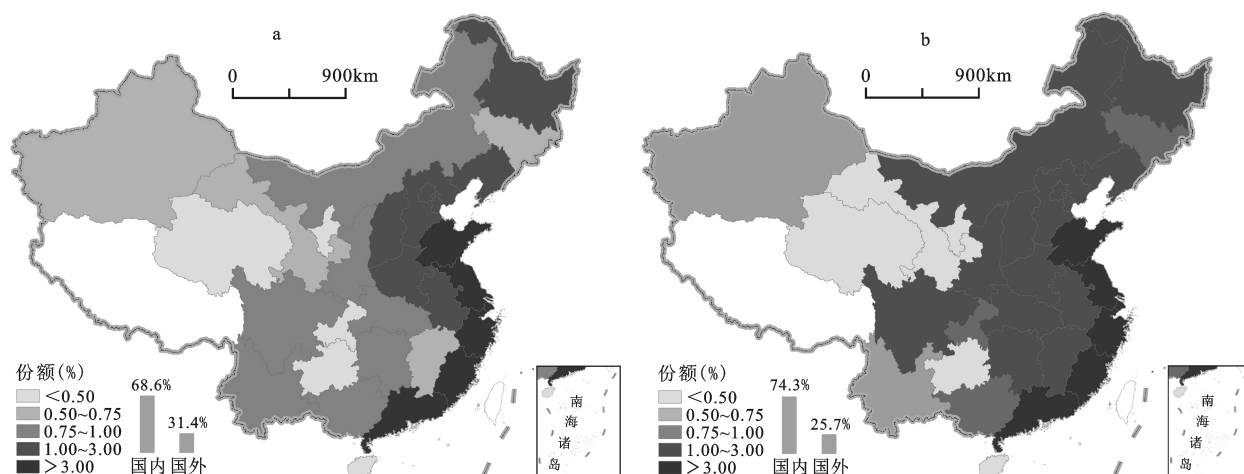 a
0 900km
份额(%)
<0.50
0.50~0.75
0.75~1.00
1.00~3.00
>3.00
68.6%
31.4%
国内 国外
南
海
诸
岛
b
0 900km
份额(%)
<0.50
0.50~0.75
0.75~1.00
1.00~3.00
>3.00
74.3%
25.7%
国内 国外
南
海
诸
岛